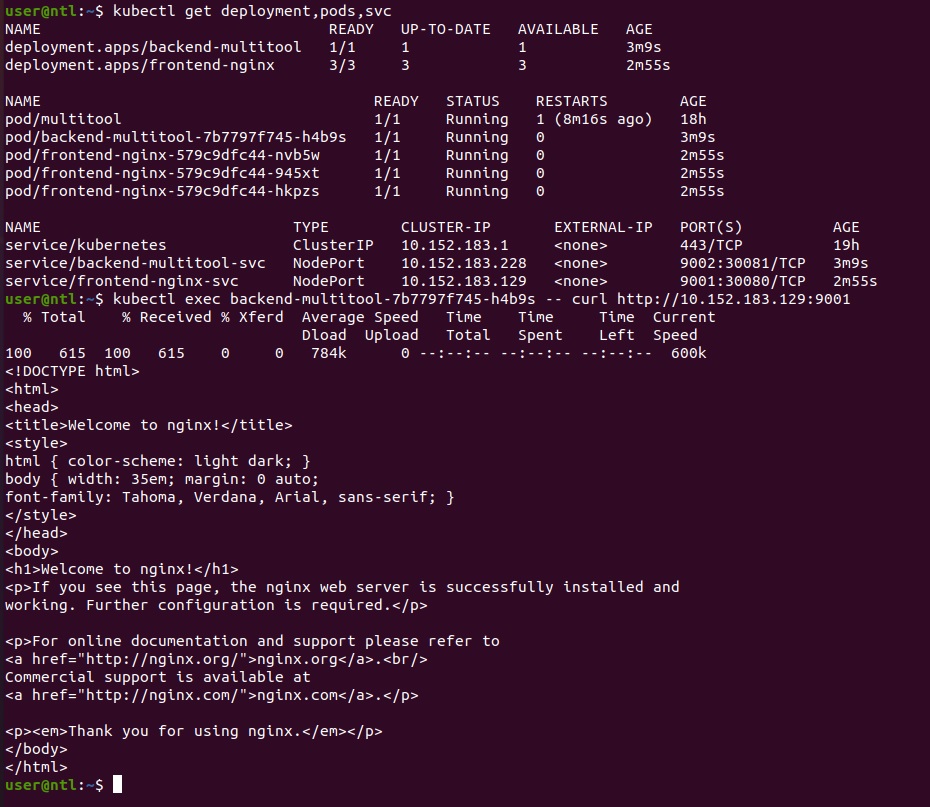 user@ntl:~$ kubectl get deployment,pods,svc
NAME                                READY   UP-TO-DATE   AVAILABLE   AGE
deployment.apps/backend-multitool   1/1     1            1           3m9s
deployment.apps/frontend-nginx      3/3     3            3           2m55s

NAME                                     READY   STATUS    RESTARTS        AGE
pod/multitool                            1/1     Running   1 (8m16s ago)   18h
pod/backend-multitool-7b7797f745-h4b9s   1/1     Running   0               3m9s
pod/frontend-nginx-579c9dfc44-nvb5w      1/1     Running   0               2m55s
pod/frontend-nginx-579c9dfc44-945xt      1/1     Running   0               2m55s
pod/frontend-nginx-579c9dfc44-hkpzs      1/1     Running   0               2m55s

NAME                            TYPE        CLUSTER-IP       EXTERNAL-IP   PORT(S)          AGE
service/kubernetes              ClusterIP   10.152.183.1     <none>        443/TCP          19h
service/backend-multitool-svc   NodePort    10.152.183.228   <none>        9002:30081/TCP   3m9s
service/frontend-nginx-svc      NodePort    10.152.183.129   <none>        9001:30080/TCP   2m55s
user@ntl:~$ kubectl exec backend-multitool-7b7797f745-h4b9s -- curl http://10.152.183.129:9001
  % Total    % Received % Xferd  Average Speed   Time    Time     Time  Current
                                 Dload  Upload   Total   Spent    Left  Speed
100   615  100   615    0     0   784k      0 --:--:-- --:--:-- --:--:--  600k
<!DOCTYPE html>
<html>
<head>
<title>Welcome to nginx!</title>
<style>
html { color-scheme: light dark; }
body { width: 35em; margin: 0 auto;
font-family: Tahoma, Verdana, Arial, sans-serif; }
</style>
</head>
<body>
<h1>Welcome to nginx!</h1>
<p>If you see this page, the nginx web server is successfully installed and
working. Further configuration is required.</p>

<p>For online documentation and support please refer to
<a href="http://nginx.org/">nginx.org</a>.<br/>
Commercial support is available at
<a href="http://nginx.com/">nginx.com</a>.</p>

<p><em>Thank you for using nginx.</em></p>
</body>
</html>
user@ntl:~$